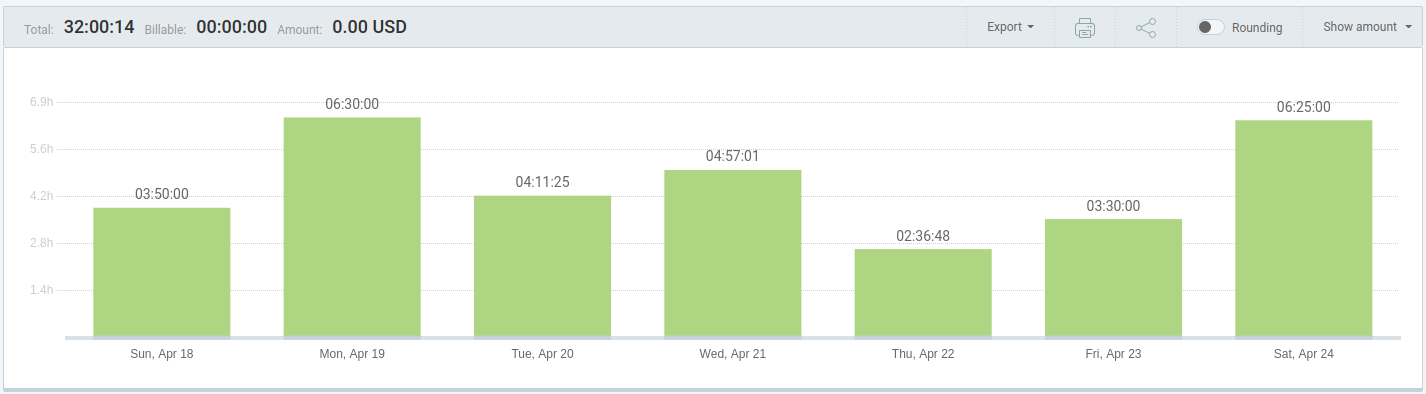 Total: 32:00:14 Billable: 00:00:00 Amount: 0.00 USD Export Rounding Show amount
6.9h
5.6h
4.2h
2.8h
1.4h
03:50:00
06:30:00
04:11:25
04:57:01
02:36:48
03:30:00
06:25:00
Sun, Apr 18 Mon, Apr 19 Tue, Apr 20 Wed, Apr 21 Thu, Apr 22 Fri, Apr 23 Sat, Apr 24